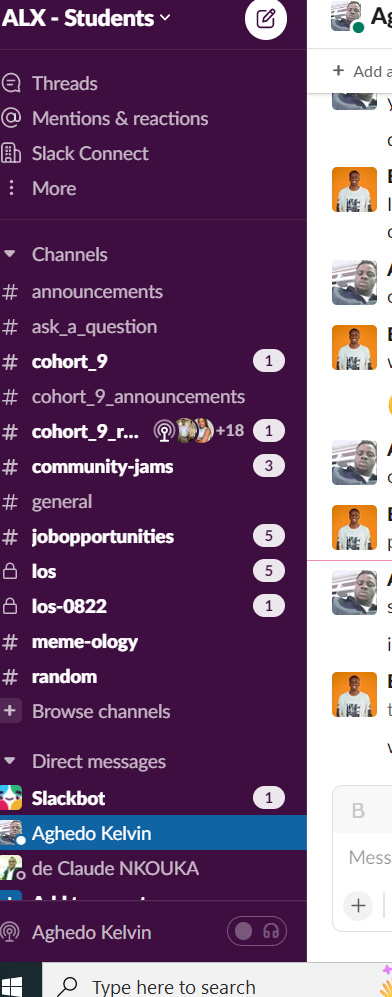 ALX - Students
Threads
Mentions & reactions
Slack Connect
More
Channels
announcements
ask_a_question
cohort_9 1
cohort_9_announcements
cohort_9_r... +18 1
community-jams 3
general
jobopportunities 5
los 5
los-0822 1
meme-ology
random
Browse channels
Direct messages
Slackbot 1
Aghedo Kelvin
de Claude NKOUKA
Aghedo Kelvin
Ag
Add a
B
Mess
Type here to search